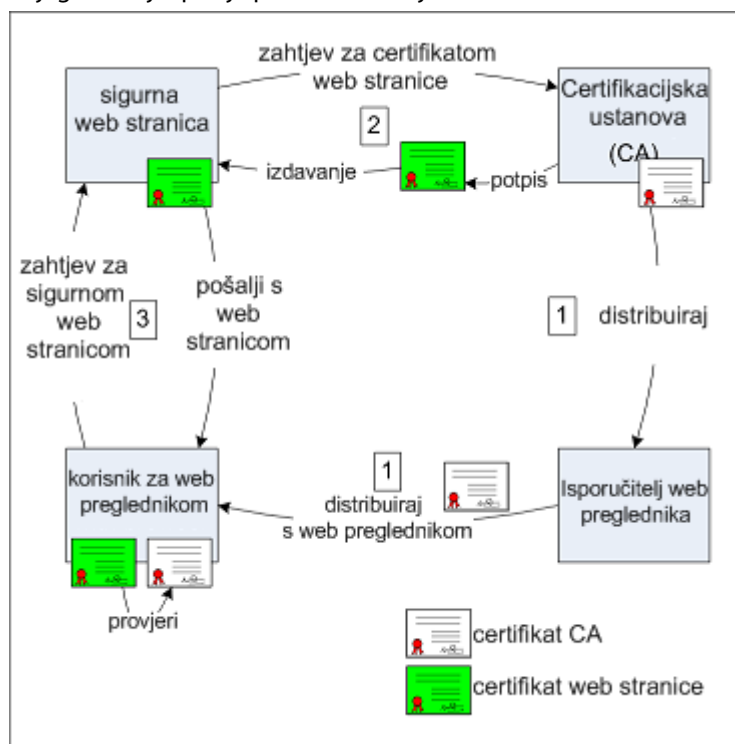 zahtjev za certifikatom
web stranice
sigurna
web stranica
Certifikacijska
ustanova
(CA)
2
izdavanje
potpis
zahtjev za
sigurnom
web
stranicom
3
pošalji s
web
stranicom
1
distribuiraj
korisnik za web
preglednikom
1
distribuiraj
s web preglednikom
Isporučitelj web
preglednika
provjeri
certifikat CA
certifikat web stranice